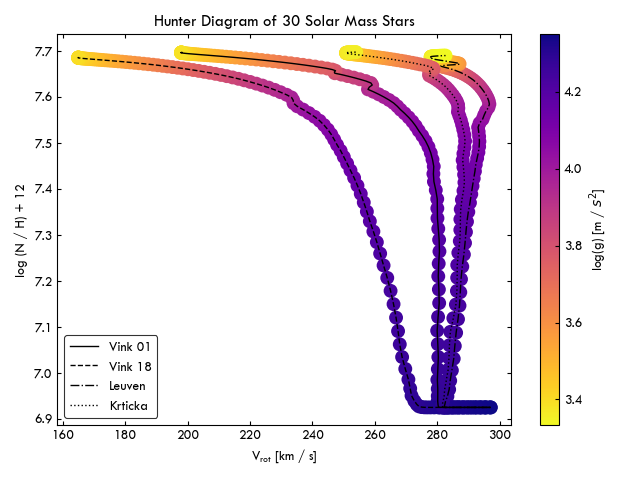 Hunter Diagram of 30 Solar Mass Stars
log (N / H) + 12
7.7
7.6
7.5
7.4
7.3
7.2
7.1
7.0
6.9
160 180 200 220 240 260 280 300
V_rot [km / s]
Vink 01
Vink 18
Leuven
Krticka
4.2
4.0
3.8
3.6
3.4
log(g) [m / s²]